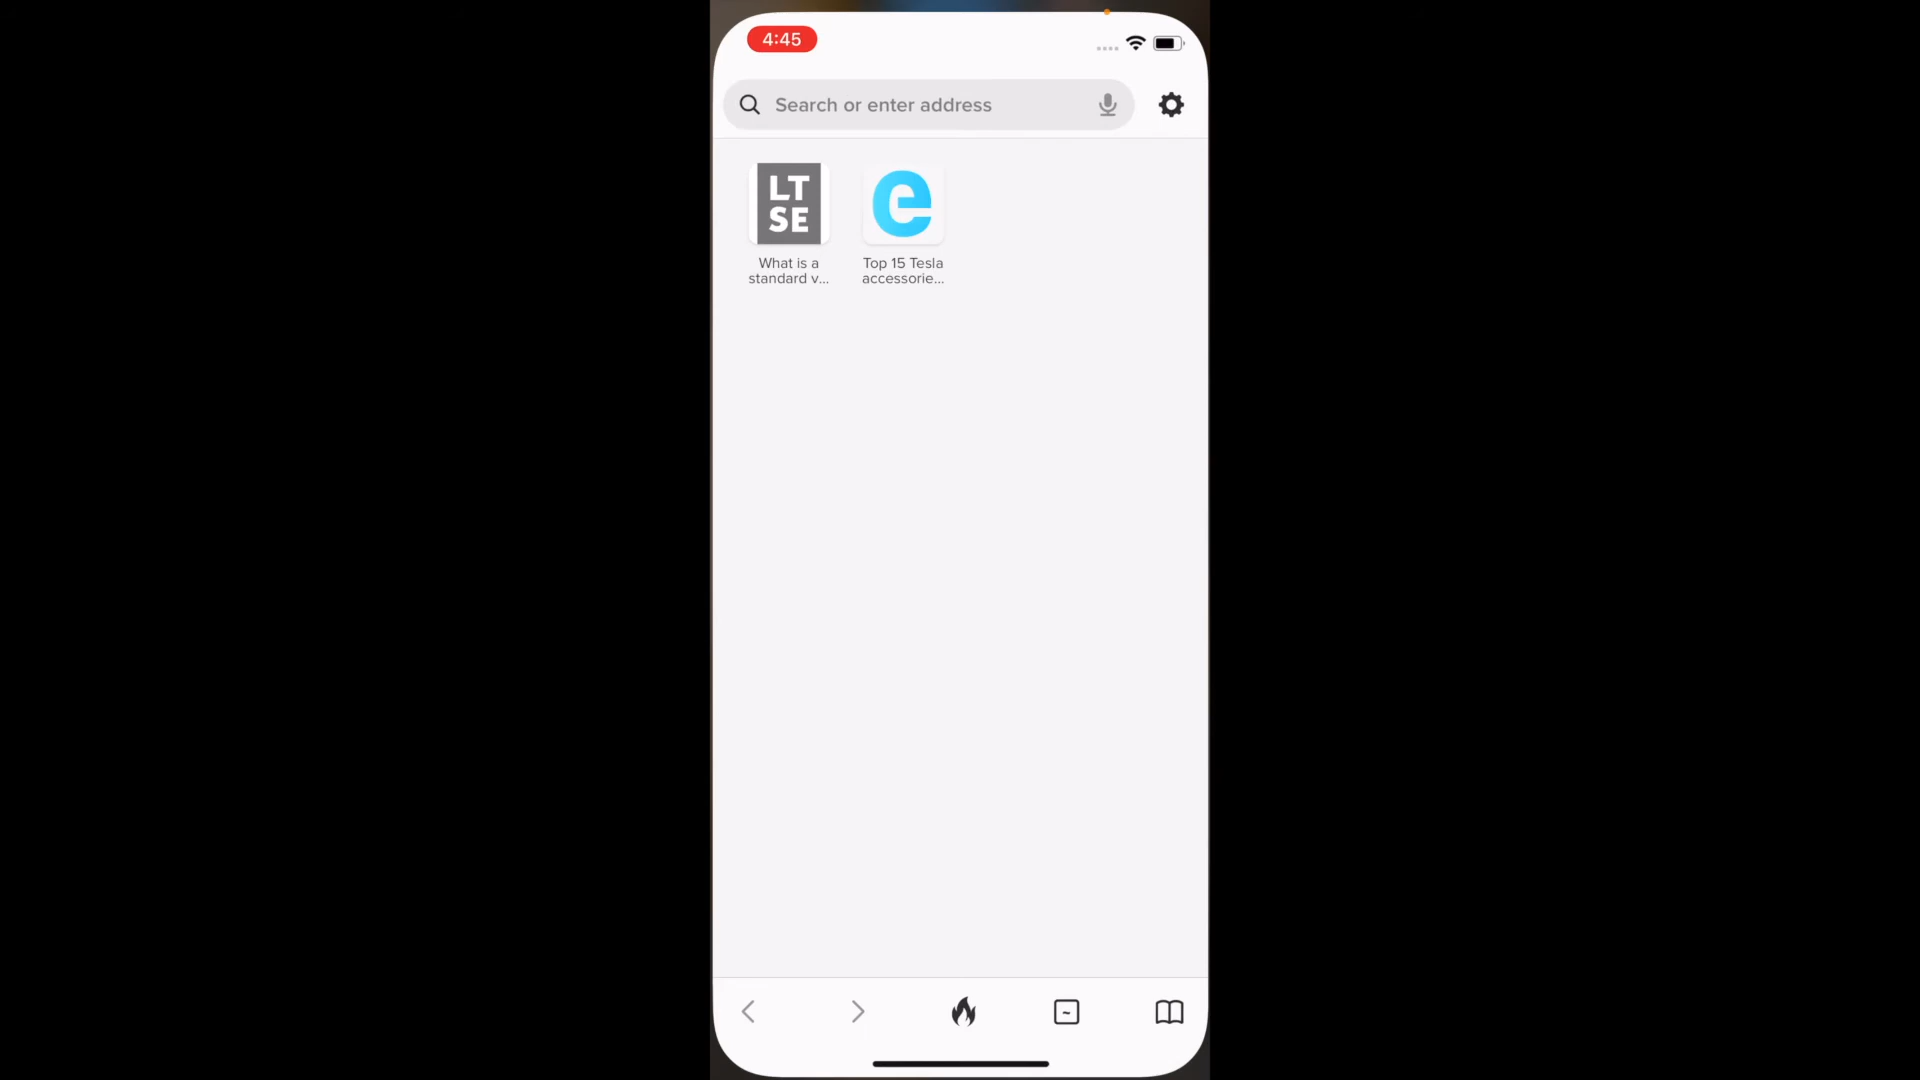 4:45
Search or enter address
LT
SE
e
What is a
standard v...
Top 15 Tesla
accessorie...
~